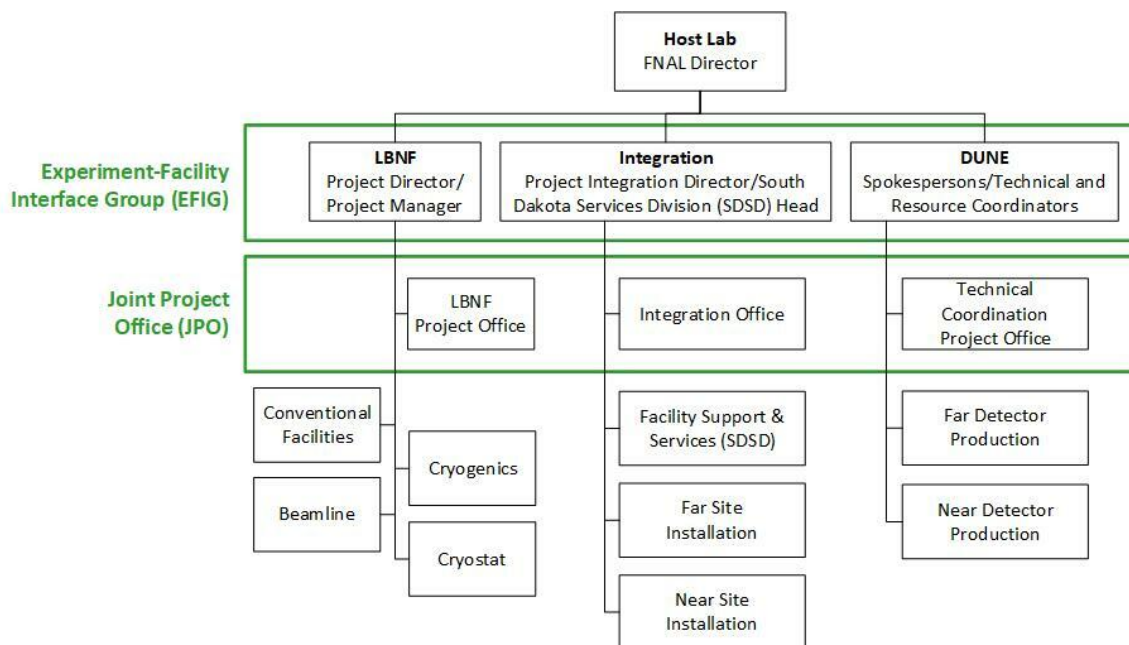 Host Lab
FNAL Director
Experiment-Facility
Interface Group (EFIG)
LBNF
Project Director/
Project Manager
Integration
Project Integration Director/South
Dakota Services Division (SDSD) Head
DUNE
Spokespersons/Technical and
Resource Coordinators
Joint Project
Office (JPO)
LBNF
Project Office
Integration Office
Technical
Coordination
Project Office
Conventional
Facilities
Cryogenics
Beamline
Cryostat
Facility Support &
Services (SDSD)
Far Site
Installation
Near Site
Installation
Far Detector
Production
Near Detector
Production